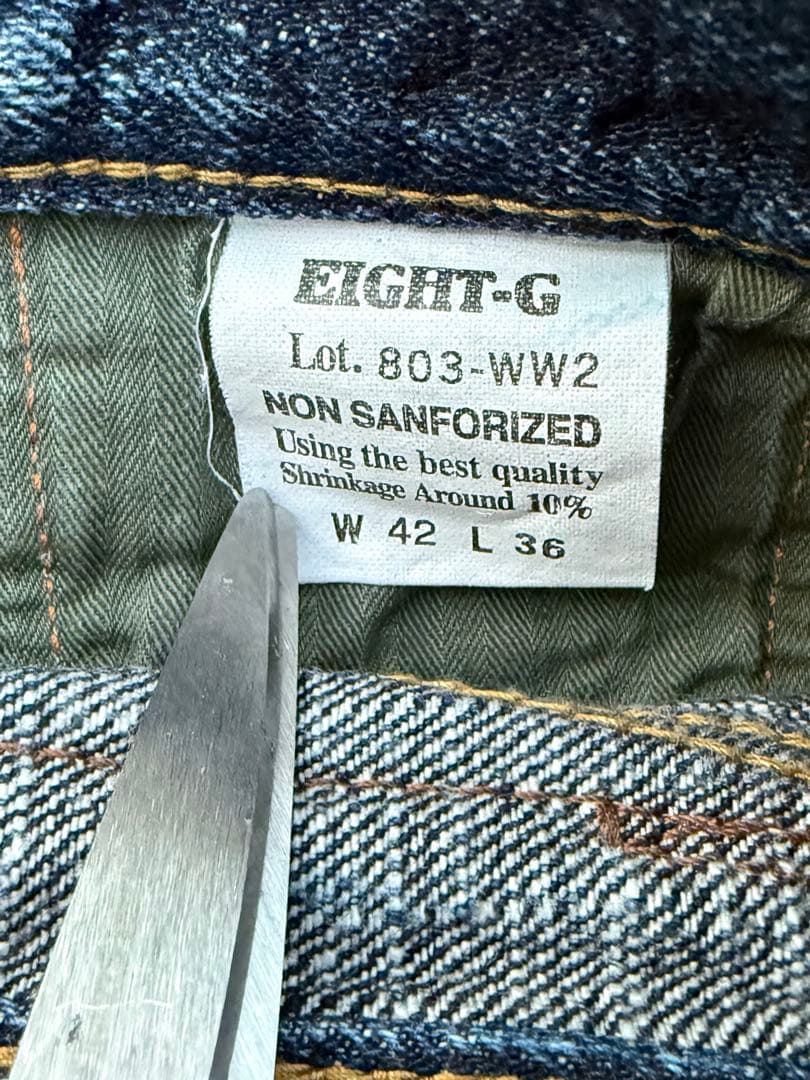 EIGHT-G
Lot. 803-WW2
NON SANFORIZED
Using the best quality
Shrinkage Around 10%
W 42 L 36